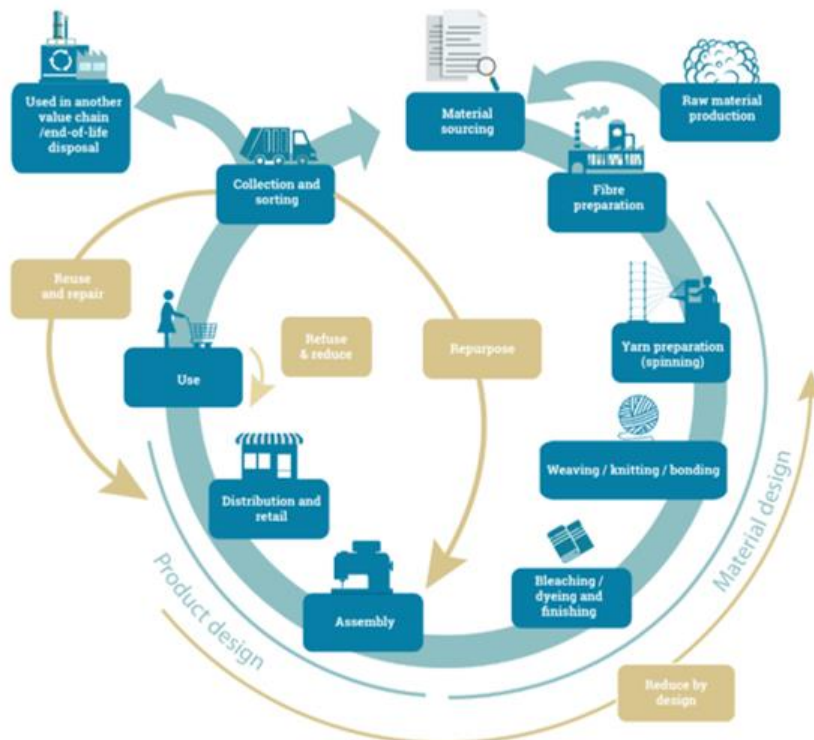 Used in another
value chain
/end-of-life
disposal
Material
sourcing
Raw material
production
Collection and
sorting
Fibre
preparation
Reuse
and repair
Refuse
& reduce
Repurpose
Yarn preparation
(spinning)
Use
Weaving / knitting / bonding
Distribution and
retail
Bleaching /
dyeing and
finishing
Assembly
Product design
Material design
Reduce by
design